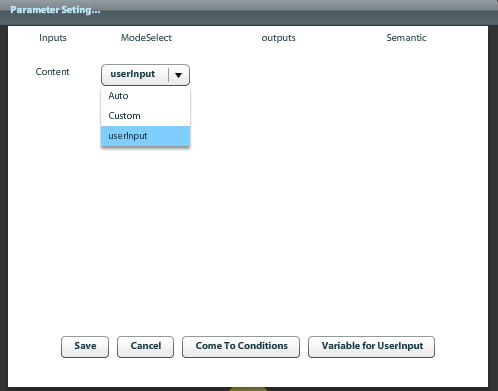 Parameter Seting...
Inputs ModeSelect outputs Semantic
Content userInput
Auto
Custom
userInput
Save Cancel Come To Conditions Variable for UserInput